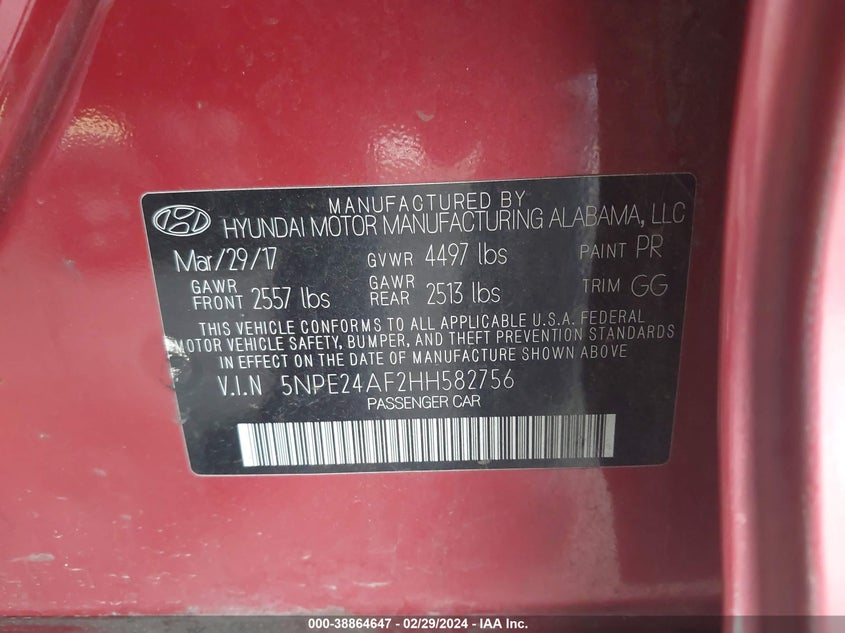 MANUFACTURED BY
HYUNDAI MOTOR MANUFACTURING ALABAMA, LLC
Mar/29/17 GVWR 4497 lbs PAINT PR
GAWR FRONT 2557 lbs GAWR REAR 2513 lbs TRIM GG
THIS VEHICLE CONFORMS TO ALL APPLICABLE U.S.A. FEDERAL
MOTOR VEHICLE SAFETY, BUMPER, AND THEFT PREVENTION STANDARDS
IN EFFECT ON THE DATE OF MANUFACTURE SHOWN ABOVE
V.I.N 5NPE24AF2HH582756
PASSENGER CAR
000-38864647 - 02/29/2024 - IAAI, Inc.